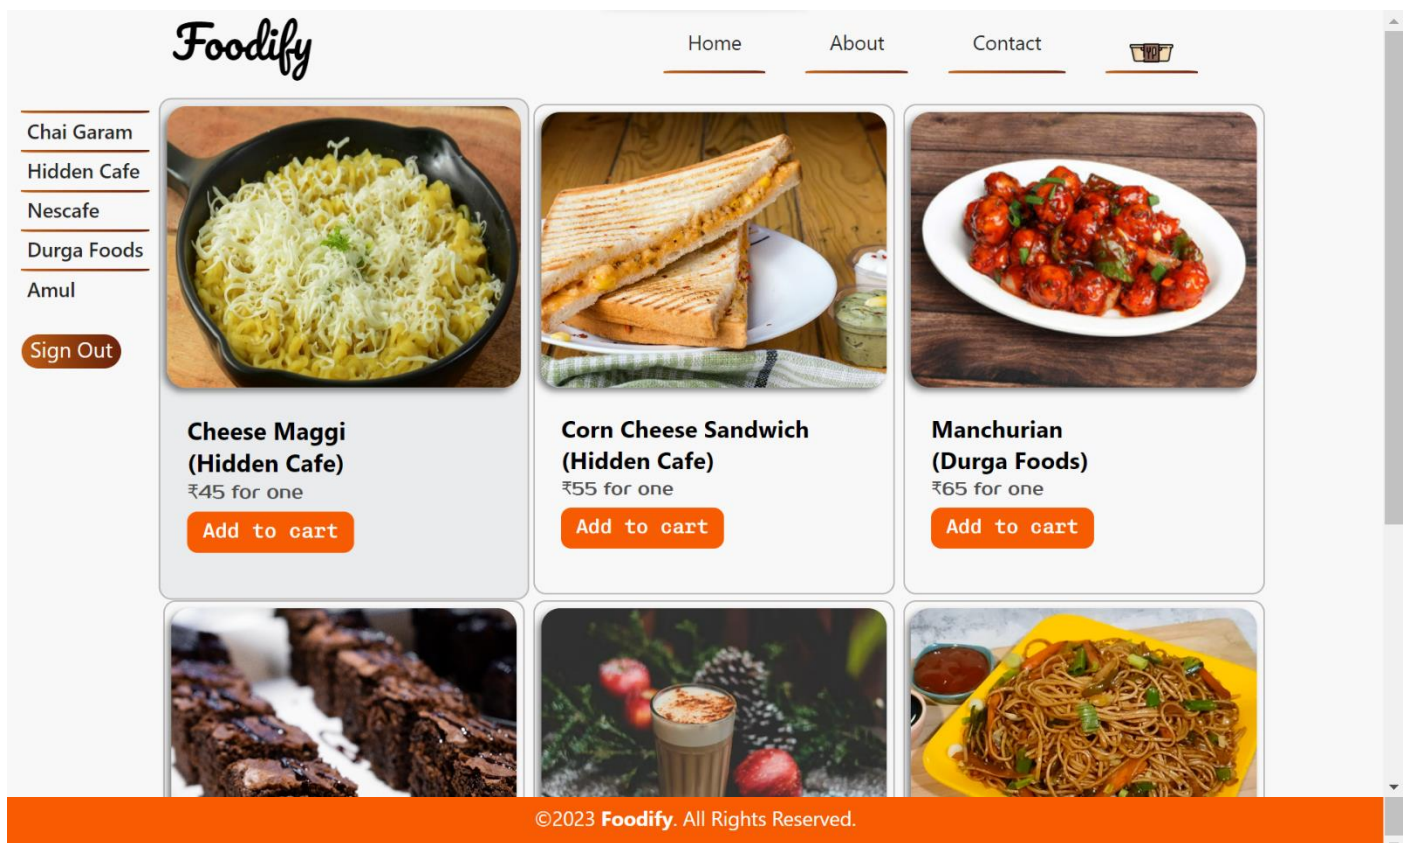 Foodify
Home
About
Contact
YP
Chai Garam
Hidden Cafe
Nescafe
Durga Foods
Amul
Sign Out
Cheese Maggi
(Hidden Cafe)
₹45 for one
Add to cart
Corn Cheese Sandwich
(Hidden Cafe)
₹55 for one
Add to cart
Manchurian
(Durga Foods)
₹65 for one
Add to cart
©2023 Foodify. All Rights Reserved.